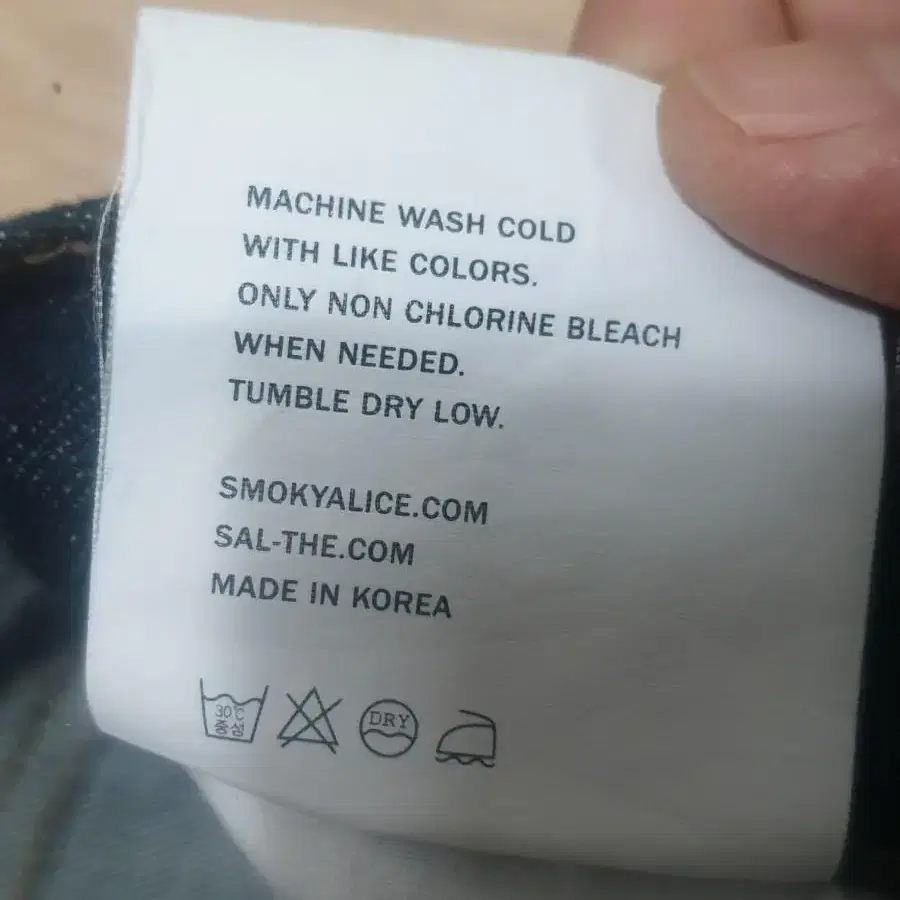 MACHINE WASH COLD
WITH LIKE COLORS.
ONLY NON CHLORINE BLEACH
WHEN NEEDED.
TUMBLE DRY LOW.
SMOKYALICE.COM
SAL-THE.COM
MADE IN KOREA
30℃
중성
DRY